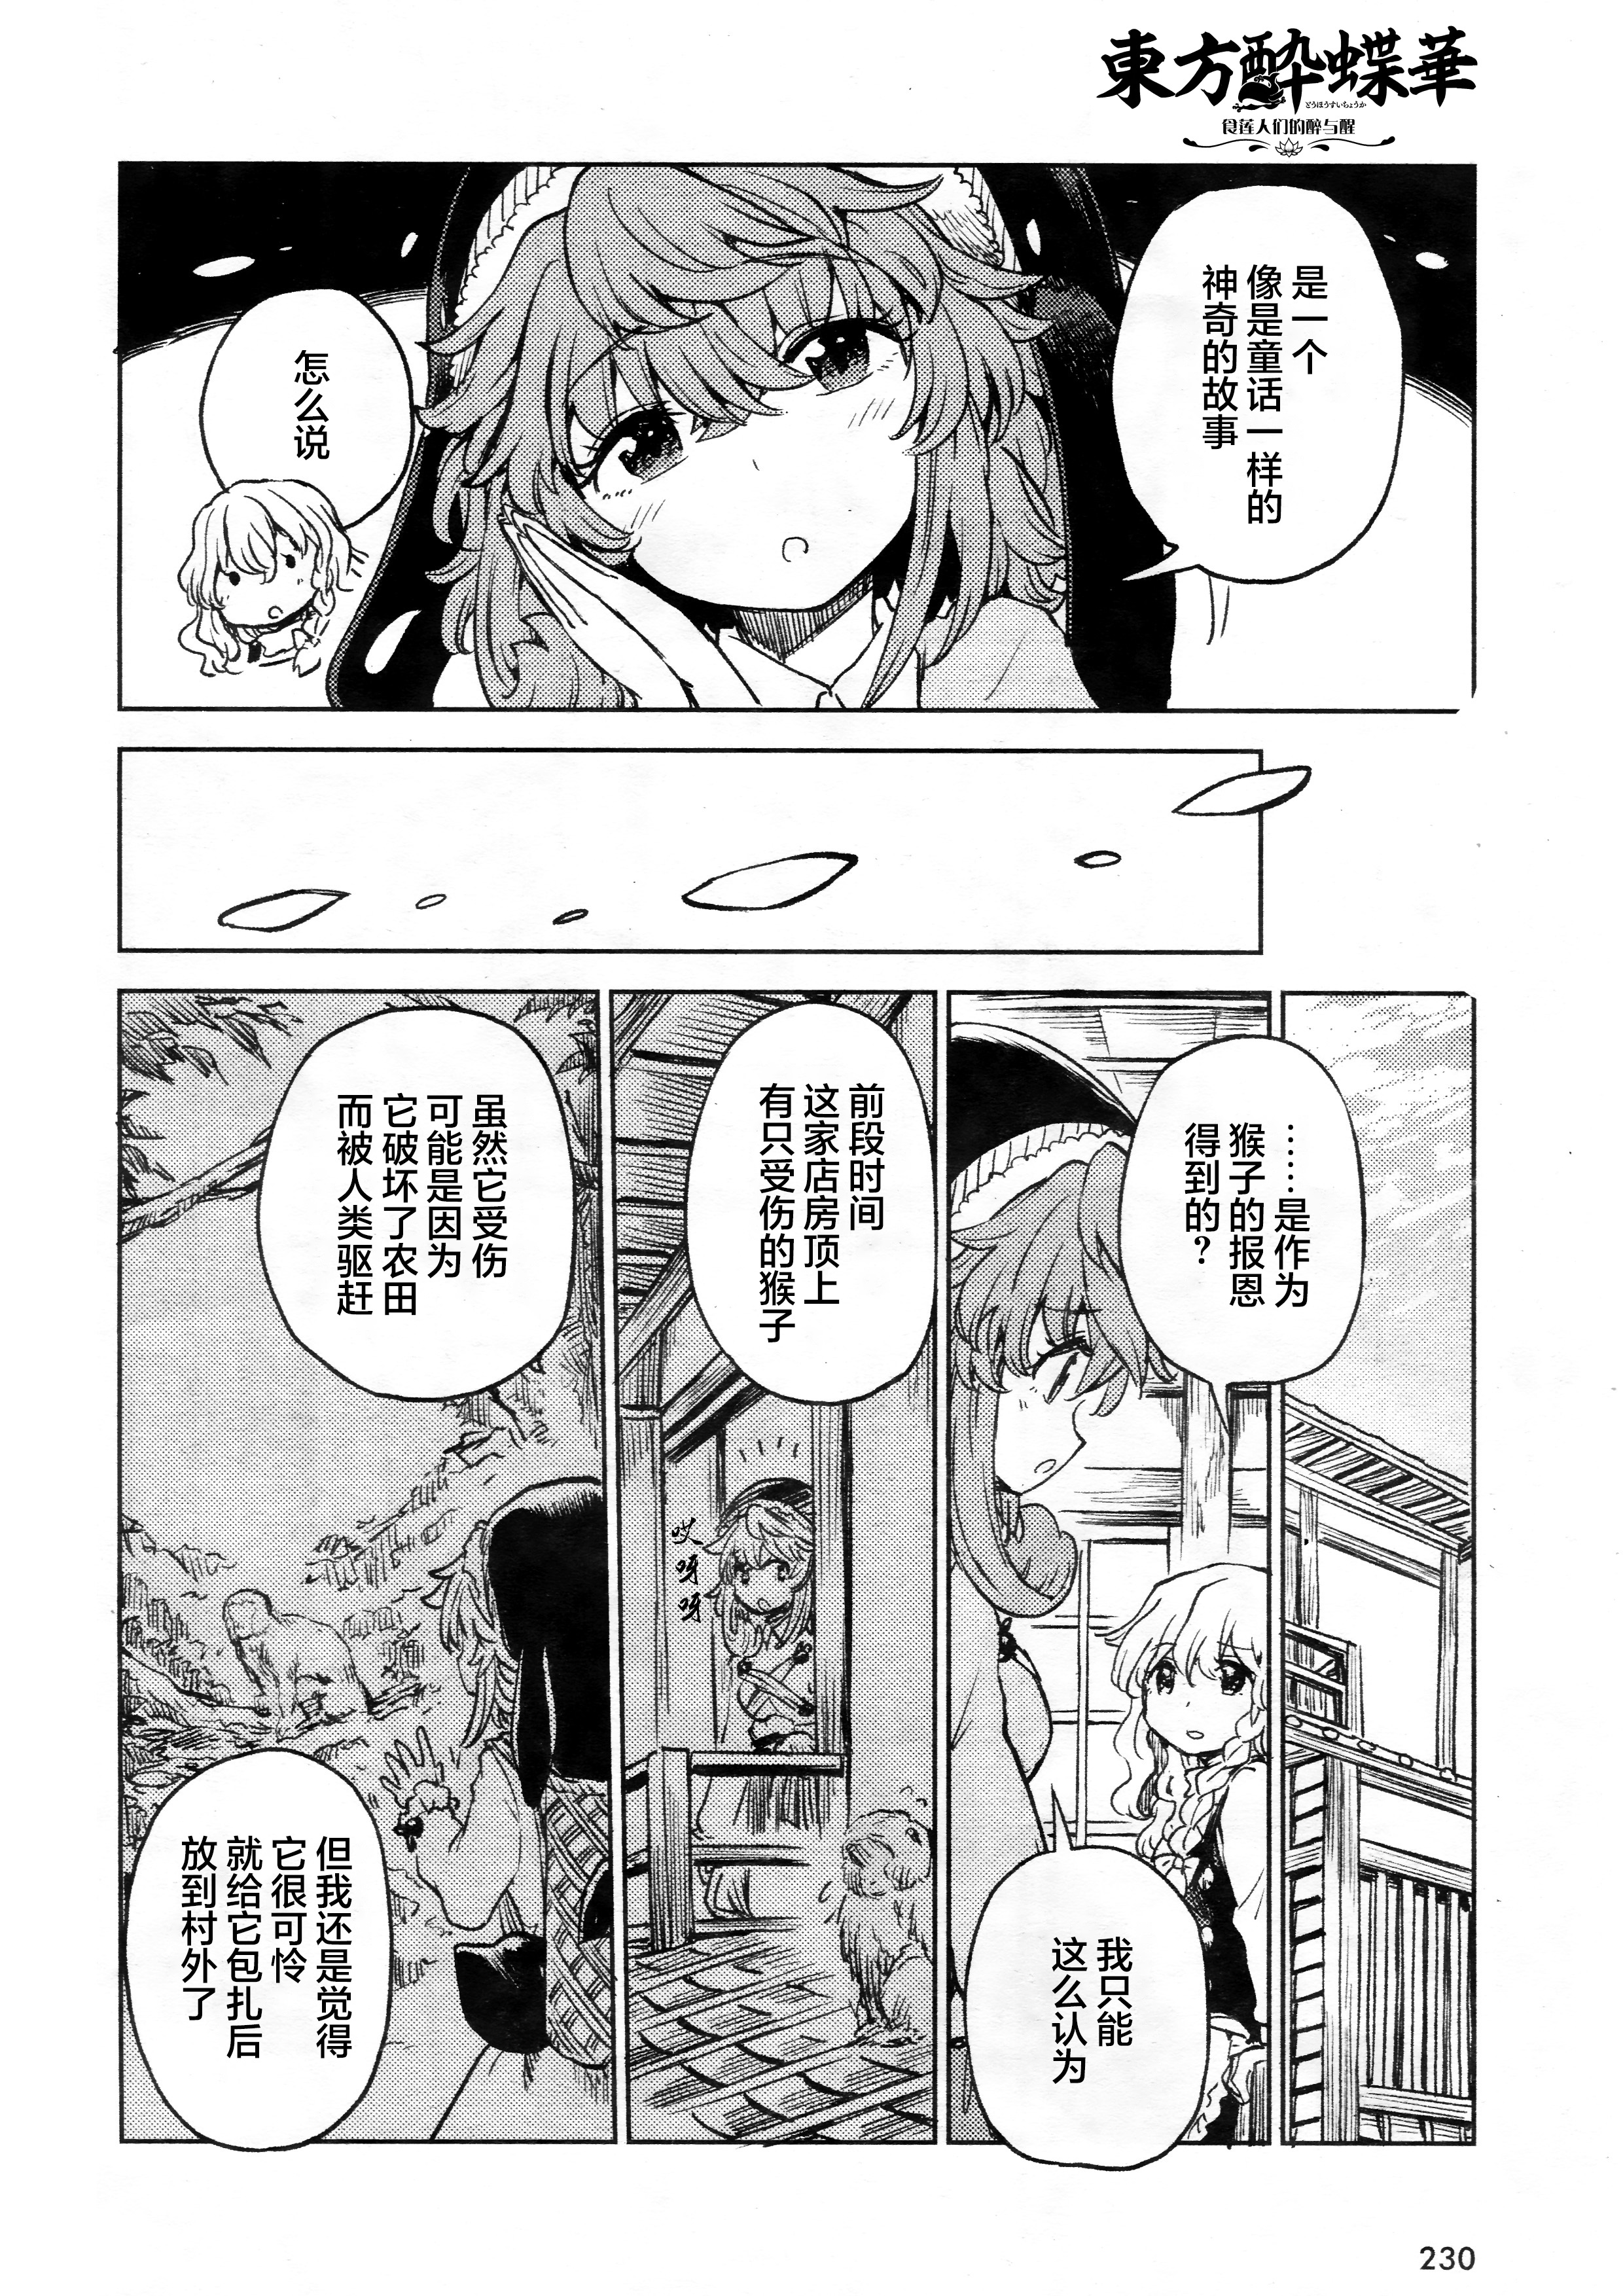 東方酔蝶華
とうほうすいちょうか
食莲人们的醉与醒
是一个
像是童话一样的
神奇的故事
怎么说
……是作为
猴子的报恩
得到的？
我只能
这么认为
前段时间
这家店房顶上
有只受伤的猴子
哎呀呀
虽然它受伤
可能是因为
它破坏了农田
而被人类驱赶
但我还是觉得
它很可怜
就给它包扎后
放到村外了
230